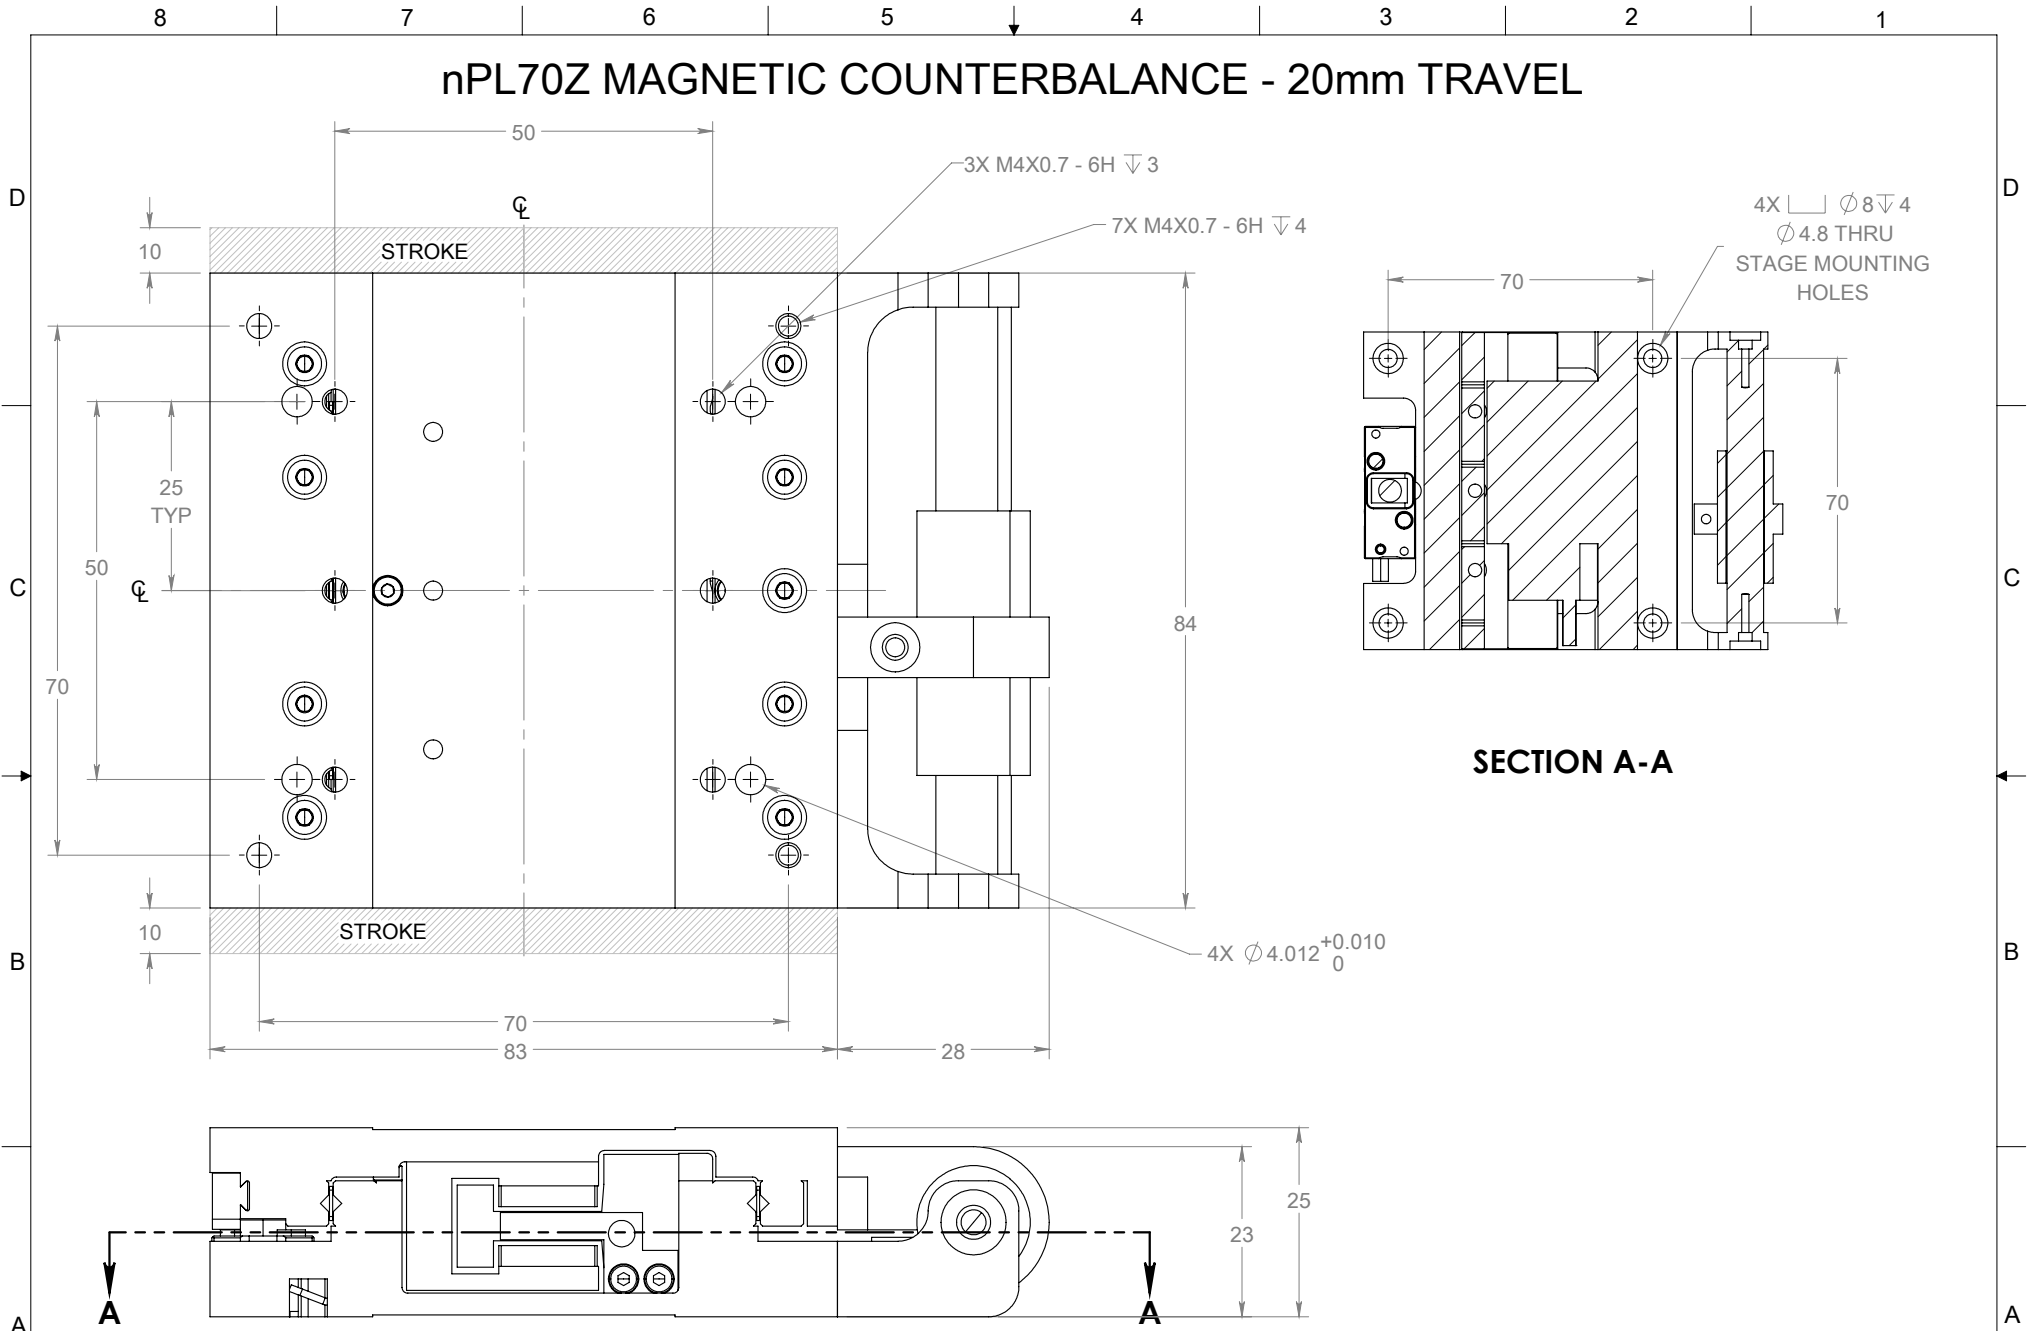 8 7 6 5 4 3 2 1
nPL70Z MAGNETIC COUNTERBALANCE - 20mm TRAVEL
50
3X M4X0.7 - 6H ↧ 3
D
D
4X ⌴ ∅ 8 ↧ 4
∅ 4.8 THRU
STAGE MOUNTING
HOLES
℄
7X M4X0.7 - 6H ↧ 4
10
STROKE
70
25
TYP
70
50
C
℄
C
84
70
SECTION A-A
10
STROKE
4X ∅ 4.012 +0.010
0
B
B
70
83
28
25
23
A
A
A
A